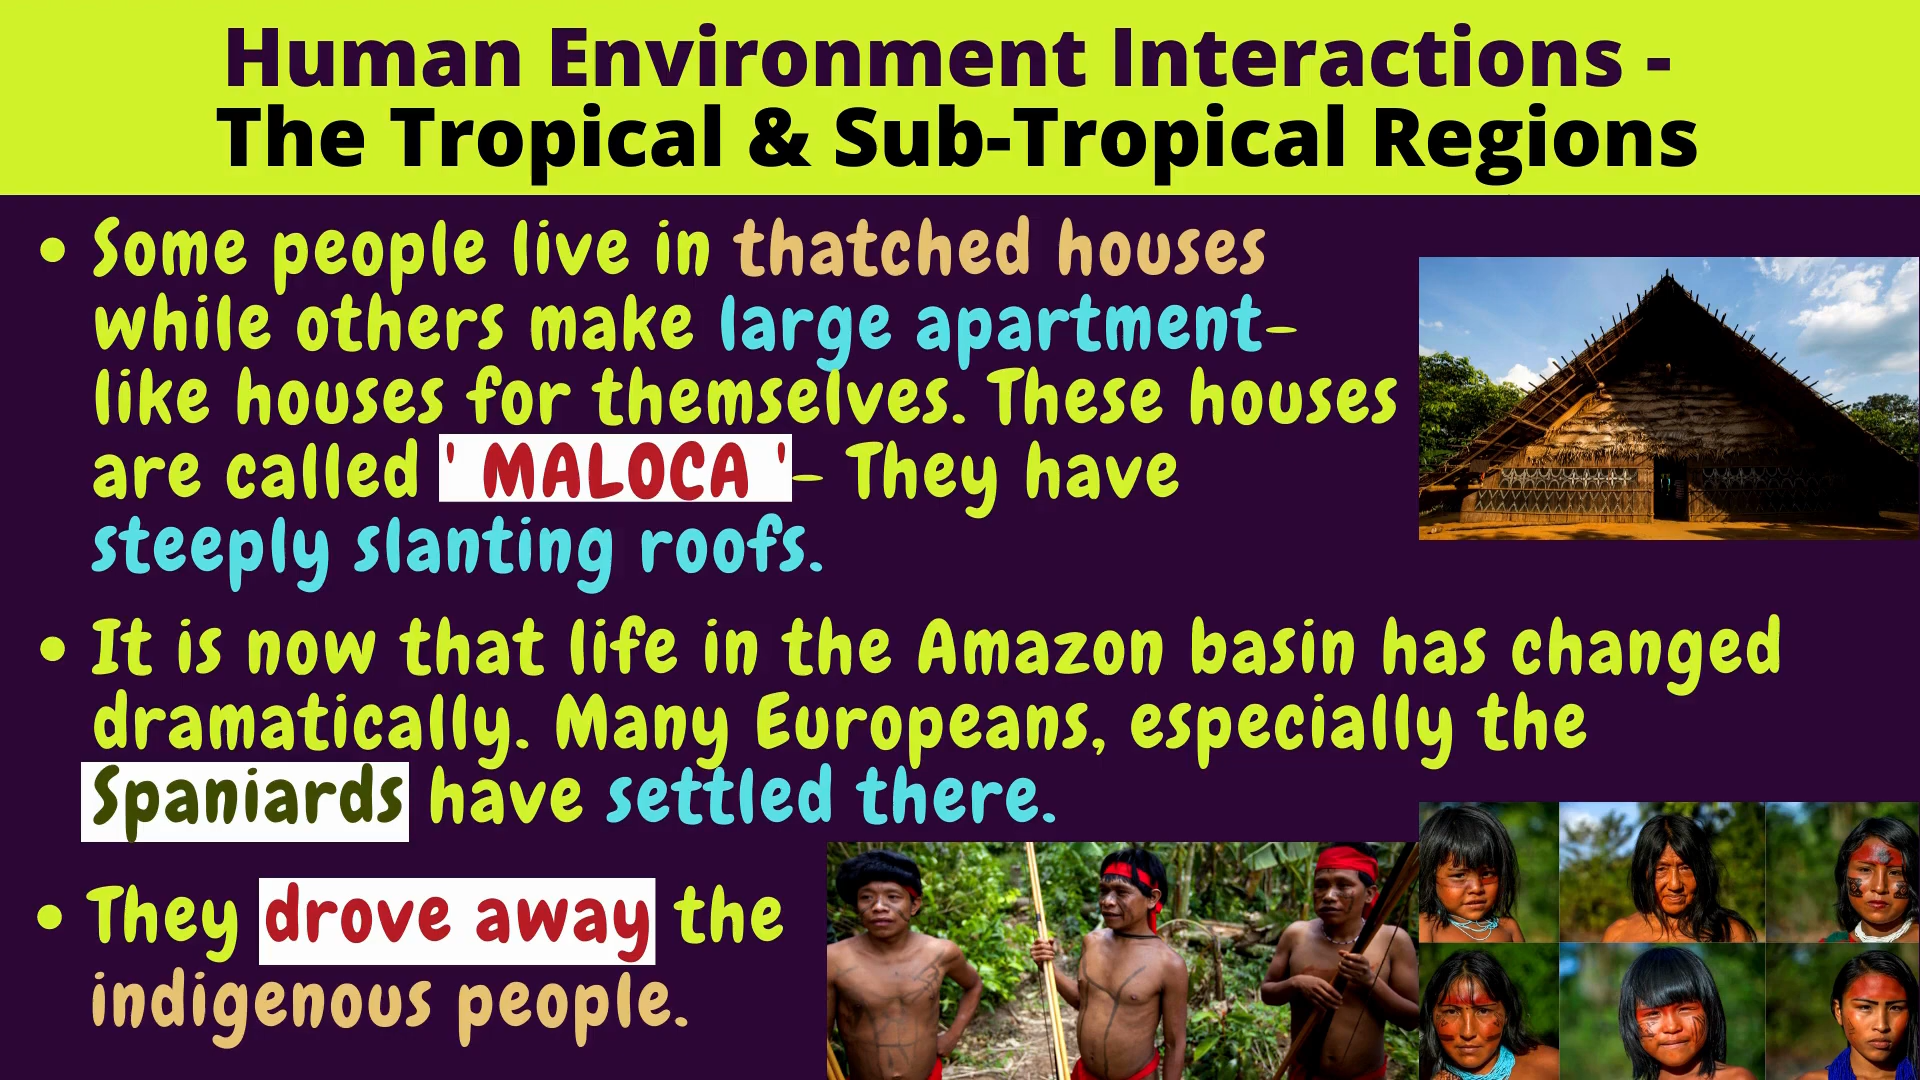 Human Environment Interactions -
The Tropical & Sub-Tropical Regions
• Some people live in thatched houses
while others make large apartment-
like houses for themselves. These houses
are called ' MALOCA '- They have
steeply slanting roofs.
• It is now that life in the Amazon basin has changed
dramatically. Many Europeans, especially the
Spaniards have settled there.
• They drove away the
indigenous people.